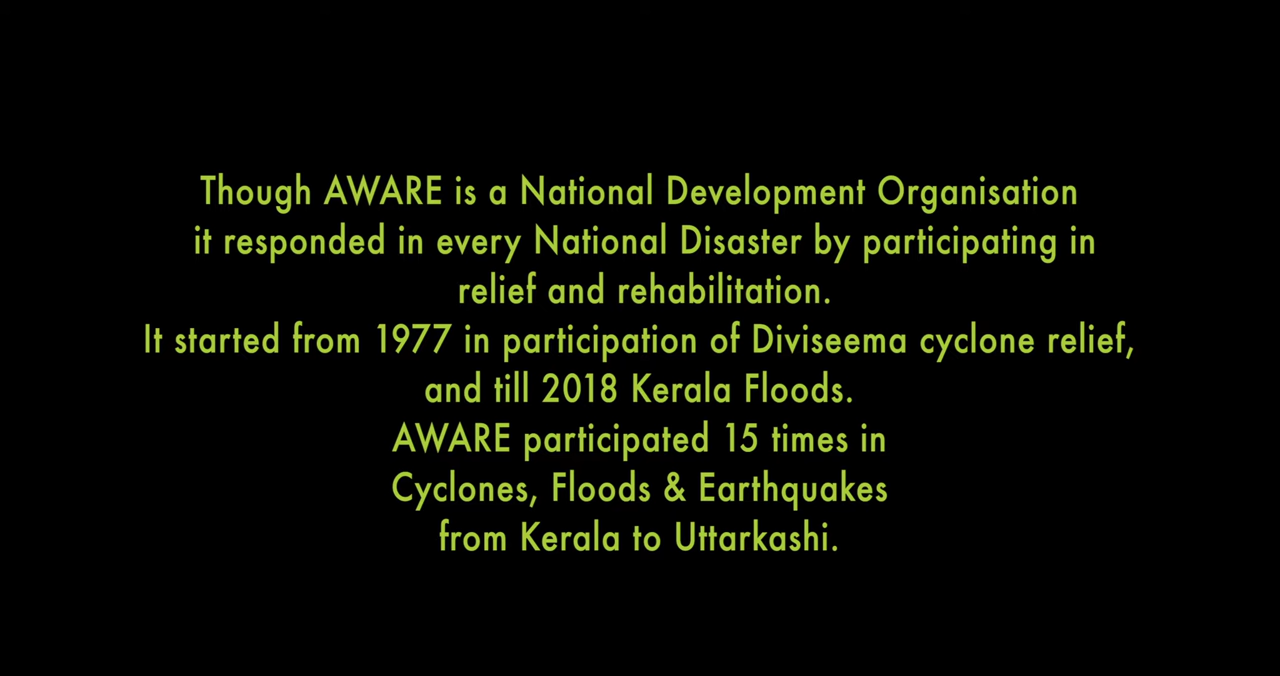 Though AWARE is a National Development Organisation
it responded in every National Disaster by participating in
relief and rehabilitation.
It started from 1977 in participation of Diviseema cyclone relief,
and till 2018 Kerala Floods.
AWARE participated 15 times in
Cyclones, Floods & Earthquakes
from Kerala to Uttarkashi.